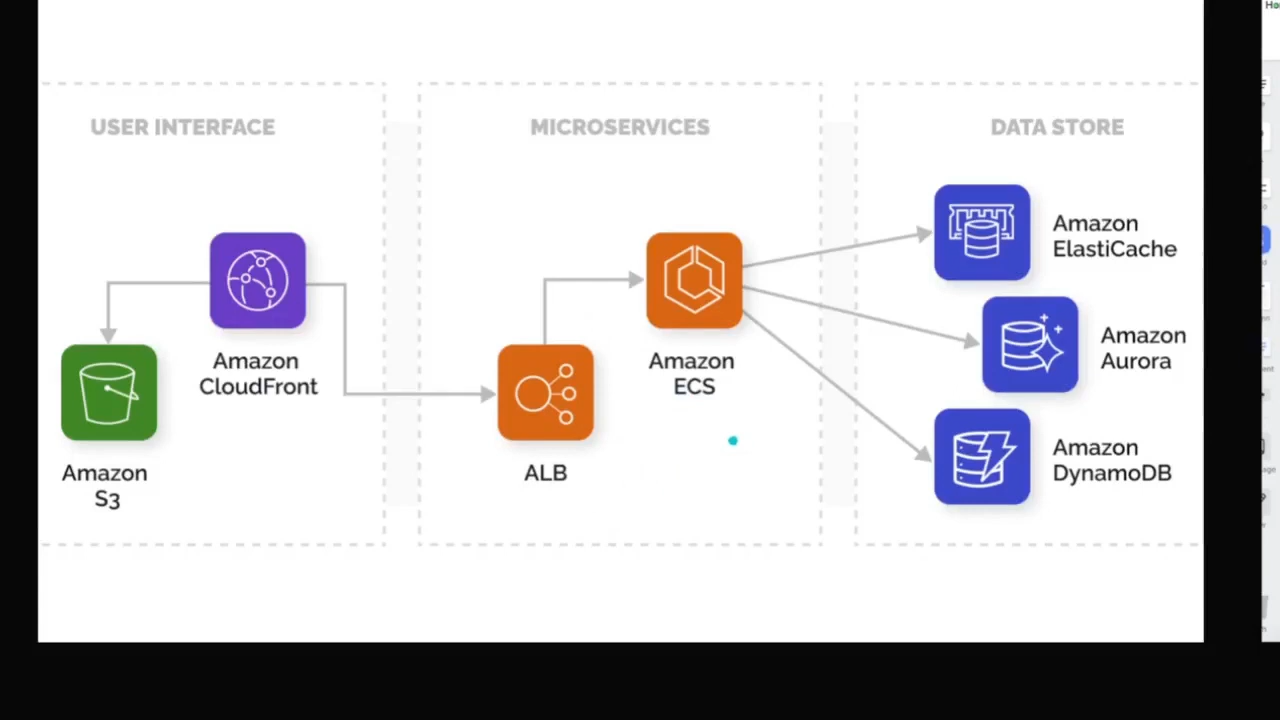 USER INTERFACE
MICROSERVICES
DATA STORE
Amazon
CloudFront
Amazon
S3
ALB
Amazon
ECS
Amazon
ElastiCache
Amazon
Aurora
Amazon
DynamoDB